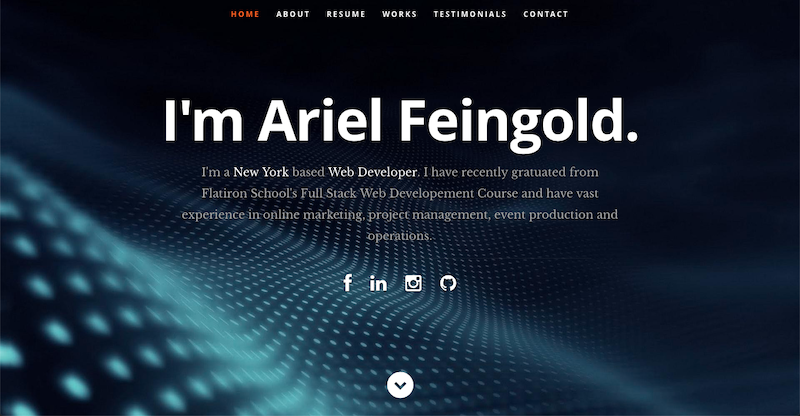 HOME ABOUT RESUME WORKS TESTIMONIALS CONTACT
I'm Ariel Feingold.
I'm a New York based Web Developer. I have recently gratuated from
Flatiron School's Full Stack Web Developement Course and have vast
experience in online marketing, project management, event production and
operations.